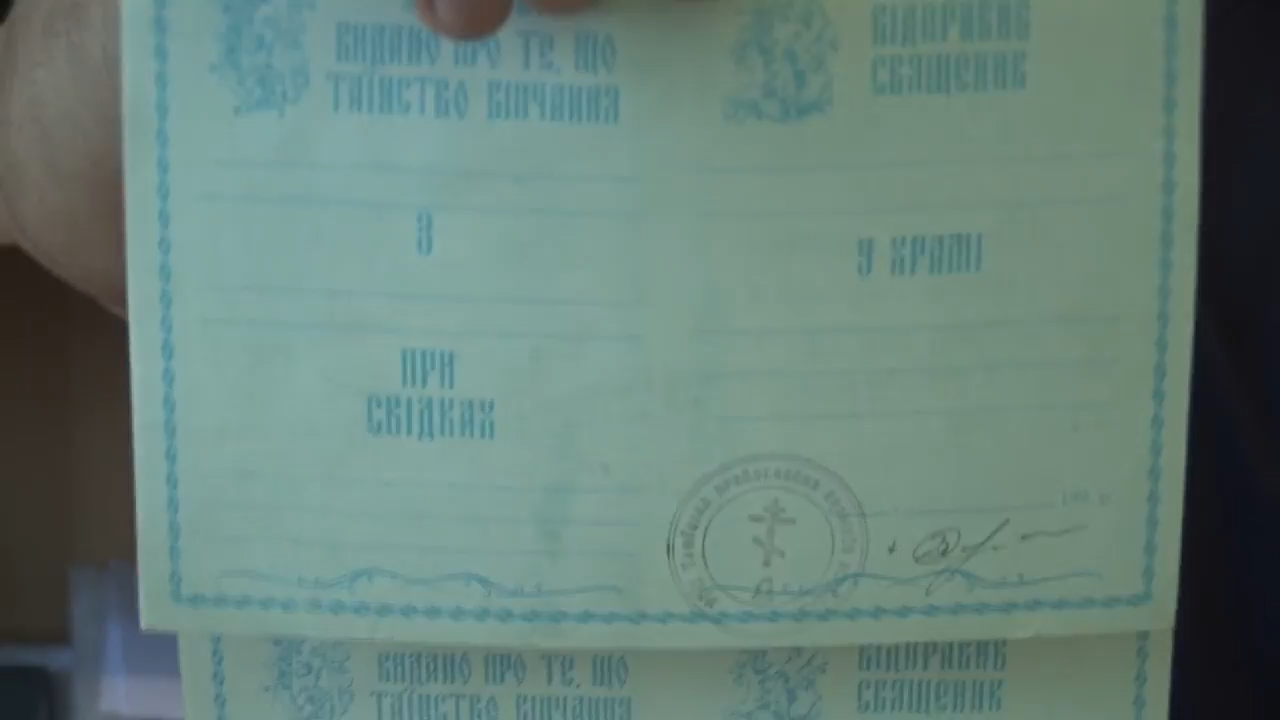 ВИДАНО ПРО ТЕ, ЩО
ТАЇНСТВО ВІНЧАННЯ
З
ПРИ
СВІДКАХ
ВІДПРАВИВ
СВЯЩЕНИК
У ХРАМІ
ВИДАНО ПРО ТЕ, ЩО
ТАЇНСТВО ВІНЧАННЯ
ВІДПРАВИВ
СВЯЩЕНИК